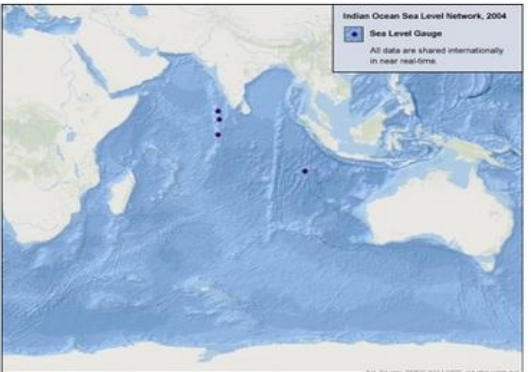 Indian Ocean Sea Level Network, 2004
Sea Level Gauge
All data are shared internationally
in near real-time.